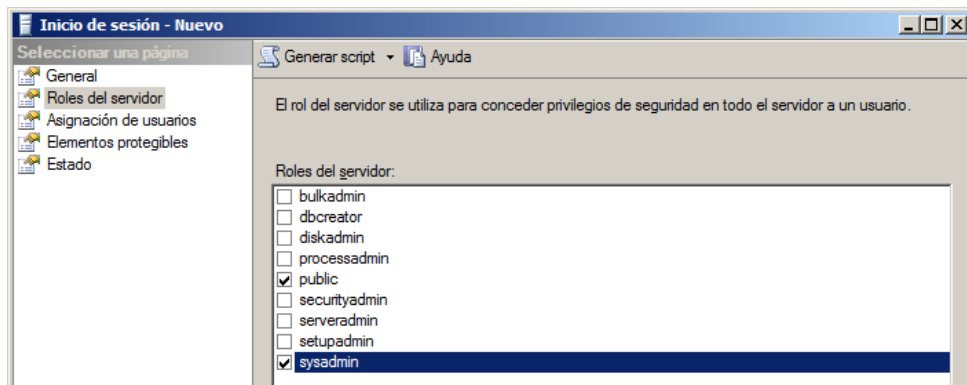 Inicio de sesión - Nuevo
Seleccionar una página
General
Roles del servidor
Asignación de usuarios
Elementos protegibles
Estado
Generar script
Ayuda
El rol del servidor se utiliza para conceder privilegios de seguridad en todo el servidor a un usuario.
Roles del servidor:
bulkadmin
dbcreator
diskadmin
processadmin
public
securityadmin
serveradmin
setupadmin
sysadmin